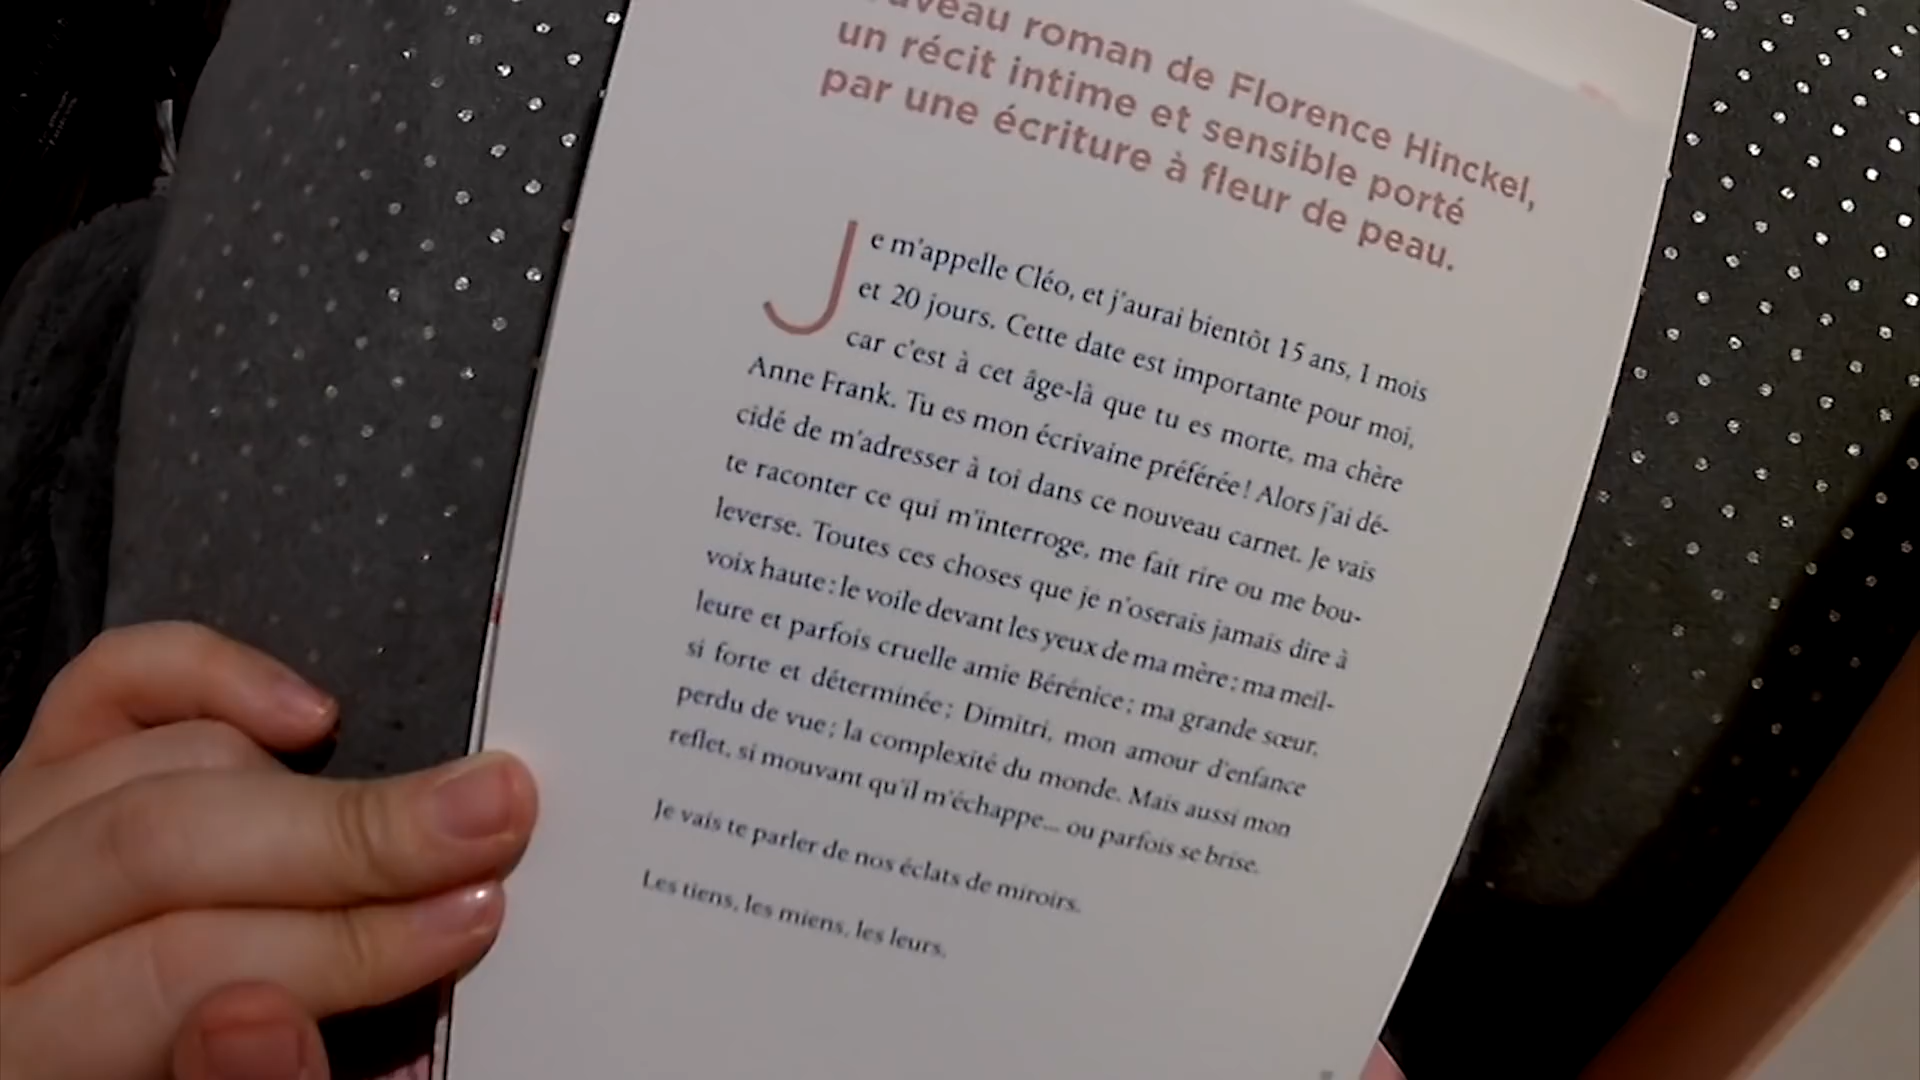 roman de Florence Hinckel,
un récit intime et sensible porté
par une écriture à fleur de peau.
Je m'appelle Cléo, et j'aurai bientôt 15 ans, 1 mois
et 20 jours. Cette date est importante pour moi,
car c'est à cet âge-là que tu es morte, ma chère
Anne Frank. Tu es mon écrivaine préférée! Alors j'ai dé-
cidé de m'adresser à toi dans ce nouveau carnet. Je vais
te raconter ce qui m'interroge, me fait rire ou me bou-
leverse. Toutes ces choses que je n'oserais jamais dire à
voix haute : le voile devant les yeux de ma mère ; ma meil-
leure et parfois cruelle amie Bérénice ; ma grande sœur,
si forte et déterminée ; Dimitri, mon amour d'enfance
perdu de vue ; la complexité du monde. Mais aussi mon
reflet, si mouvant qu'il m'échappe... ou parfois se brise.
Je vais te parler de nos éclats de miroirs.
Les tiens, les miens, les leurs.